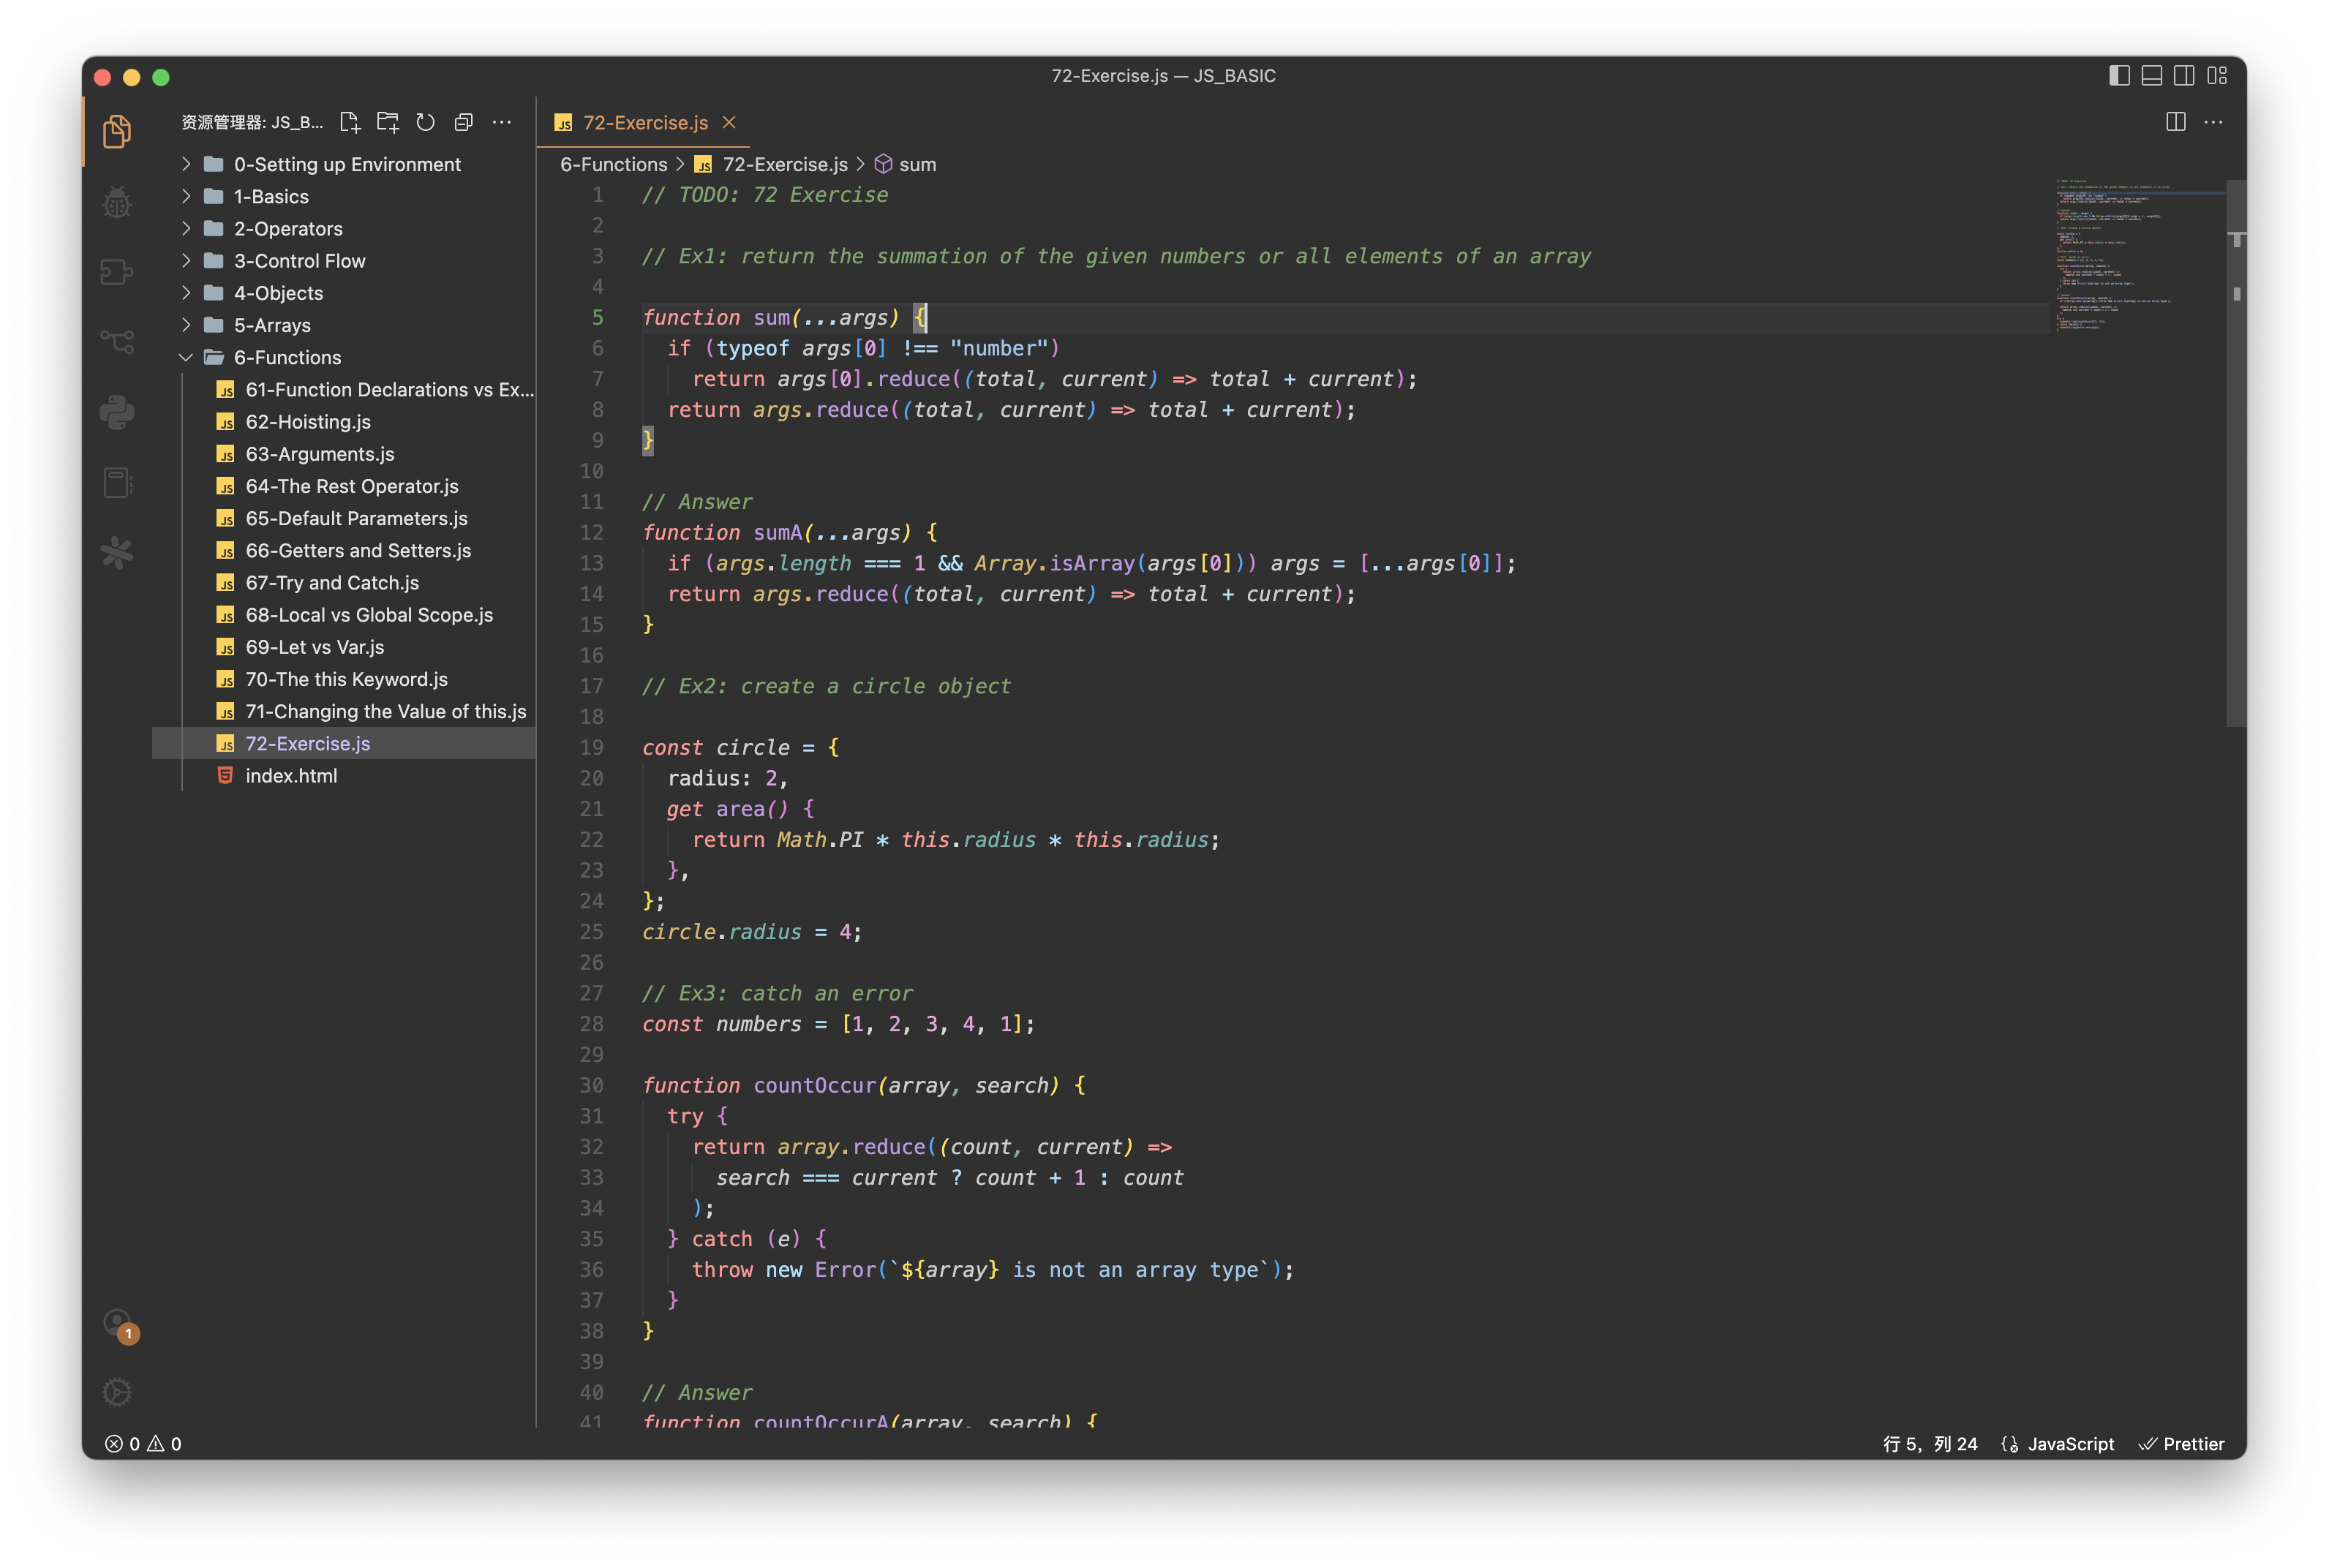 72-Exercise.js — JS_BASIC
资源管理器: JS_B...
0-Setting up Environment
1-Basics
2-Operators
3-Control Flow
4-Objects
5-Arrays
6-Functions
JS 61-Function Declarations vs Ex...
JS 62-Hoisting.js
JS 63-Arguments.js
JS 64-The Rest Operator.js
JS 65-Default Parameters.js
JS 66-Getters and Setters.js
JS 67-Try and Catch.js
JS 68-Local vs Global Scope.js
JS 69-Let vs Var.js
JS 70-The this Keyword.js
JS 71-Changing the Value of this.js
JS 72-Exercise.js
index.html
1
JS 72-Exercise.js
6-Functions > JS 72-Exercise.js > sum
1 // TODO: 72 Exercise
2
3 // Ex1: return the summation of the given numbers or all elements of an array
4
5 function sum(...args) {
6 if (typeof args[0] !== "number")
7 return args[0].reduce((total, current) => total + current);
8 return args.reduce((total, current) => total + current);
9 }
10
11 // Answer
12 function sumA(...args) {
13 if (args.length === 1 && Array.isArray(args[0])) args = [...args[0]];
14 return args.reduce((total, current) => total + current);
15 }
16
17 // Ex2: create a circle object
18
19 const circle = {
20 radius: 2,
21 get area() {
22 return Math.PI * this.radius * this.radius;
23 },
24 };
25 circle.radius = 4;
26
27 // Ex3: catch an error
28 const numbers = [1, 2, 3, 4, 1];
29
30 function countOccur(array, search) {
31 try {
32 return array.reduce((count, current) =>
33 search === current ? count + 1 : count
34 );
35 } catch (e) {
36 throw new Error(`${array} is not an array type`);
37 }
38 }
39
40 // Answer
41 function countOccurA(array, search) {
0 0
行 5，列 24 JavaScript Prettier